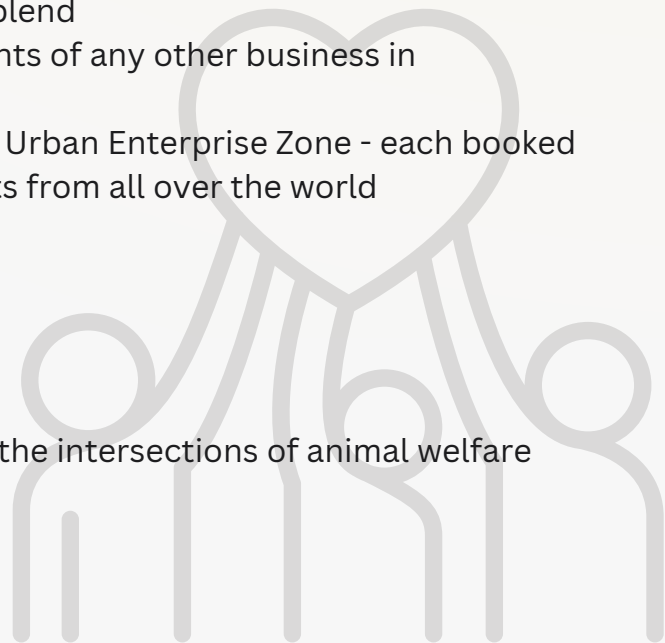 blend
nts of any other business in
Urban Enterprise Zone - each booked
ts from all over the world
the intersections of animal welfare